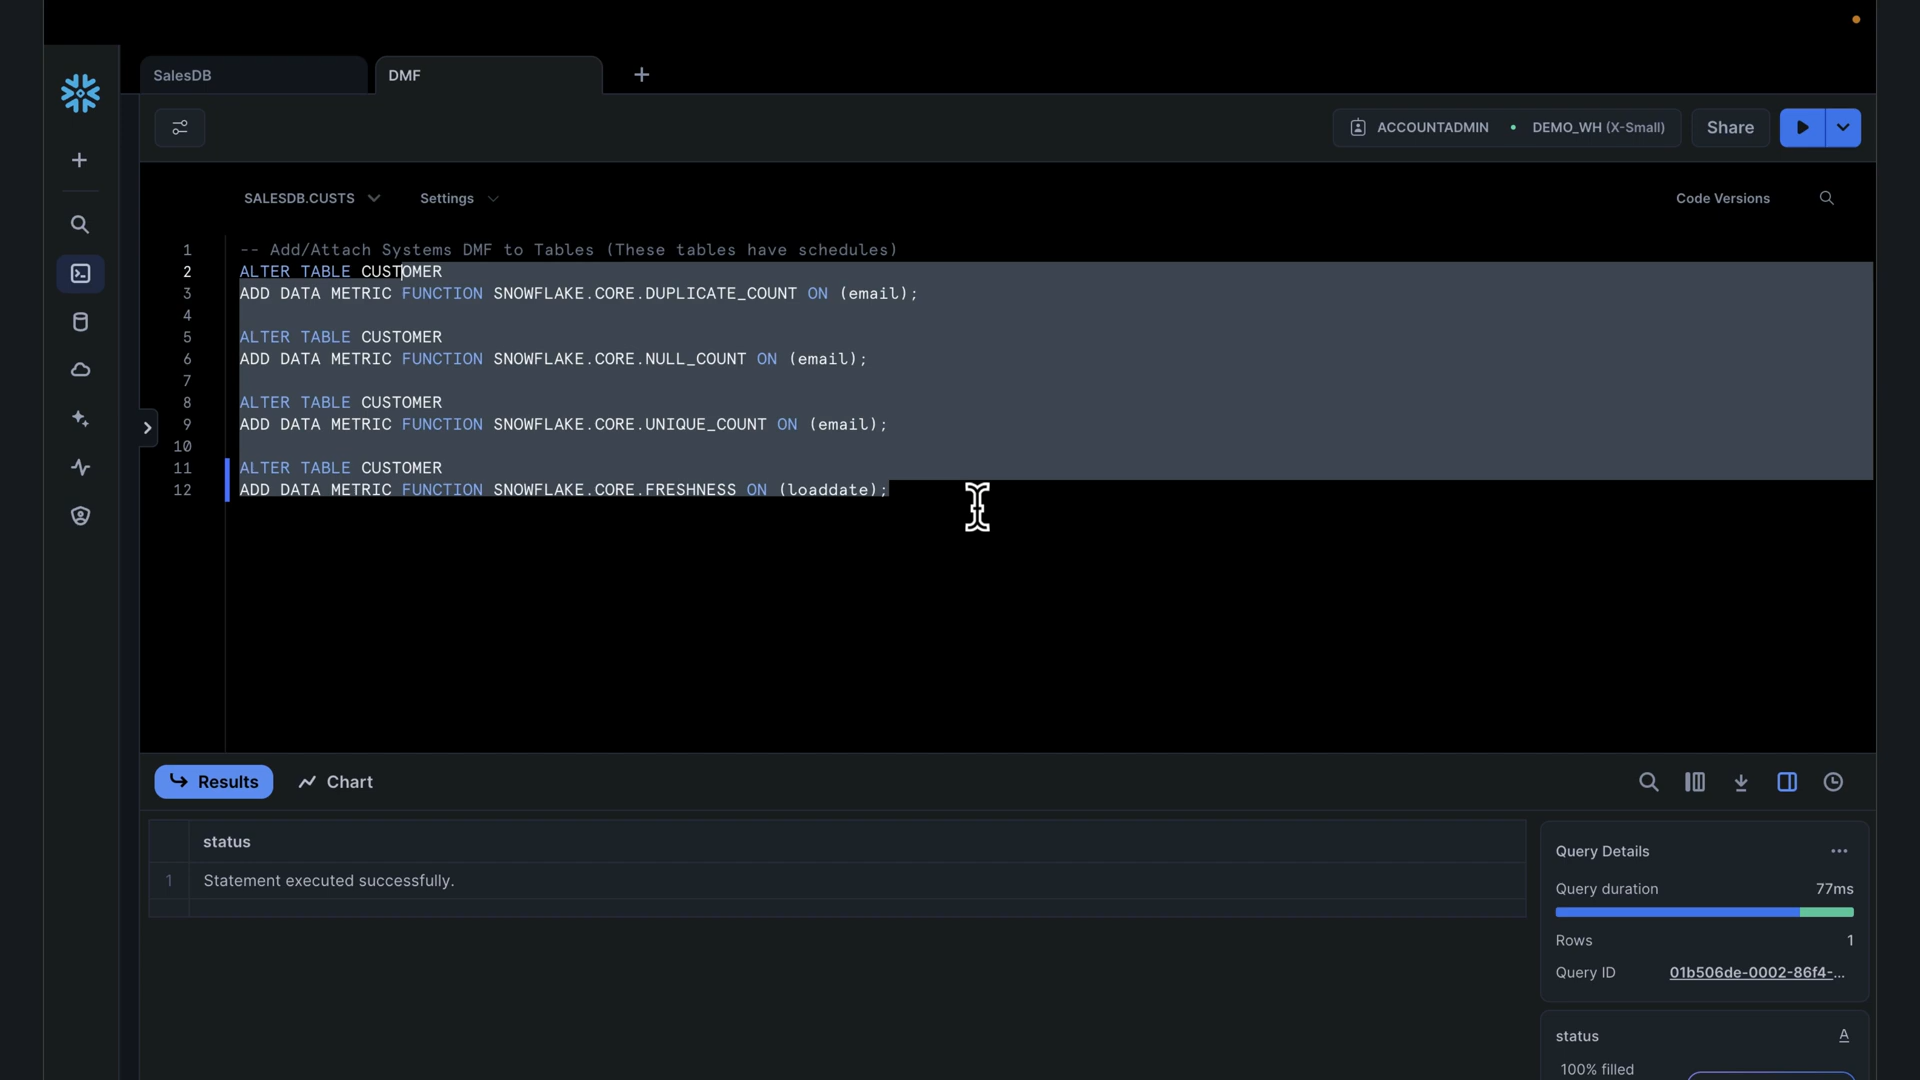 SalesDB
DMF
ACCOUNTADMIN
DEMO_WH (X-Small)
Share
SALESDB.CUSTS
Settings
Code Versions
1 -- Add/Attach Systems DMF to Tables (These tables have schedules)
2 ALTER TABLE CUSTOMER
3 ADD DATA METRIC FUNCTION SNOWFLAKE.CORE.DUPLICATE_COUNT ON (email);
4
5 ALTER TABLE CUSTOMER
6 ADD DATA METRIC FUNCTION SNOWFLAKE.CORE.NULL_COUNT ON (email);
7
8 ALTER TABLE CUSTOMER
9 ADD DATA METRIC FUNCTION SNOWFLAKE.CORE.UNIQUE_COUNT ON (email);
10
11 ALTER TABLE CUSTOMER
12 ADD DATA METRIC FUNCTION SNOWFLAKE.CORE.FRESHNESS ON (loaddate);
Results
Chart
status
1 Statement executed successfully.
Query Details
Query duration 77ms
Rows 1
Query ID 01b506de-0002-86f4-...
status A
100% filled